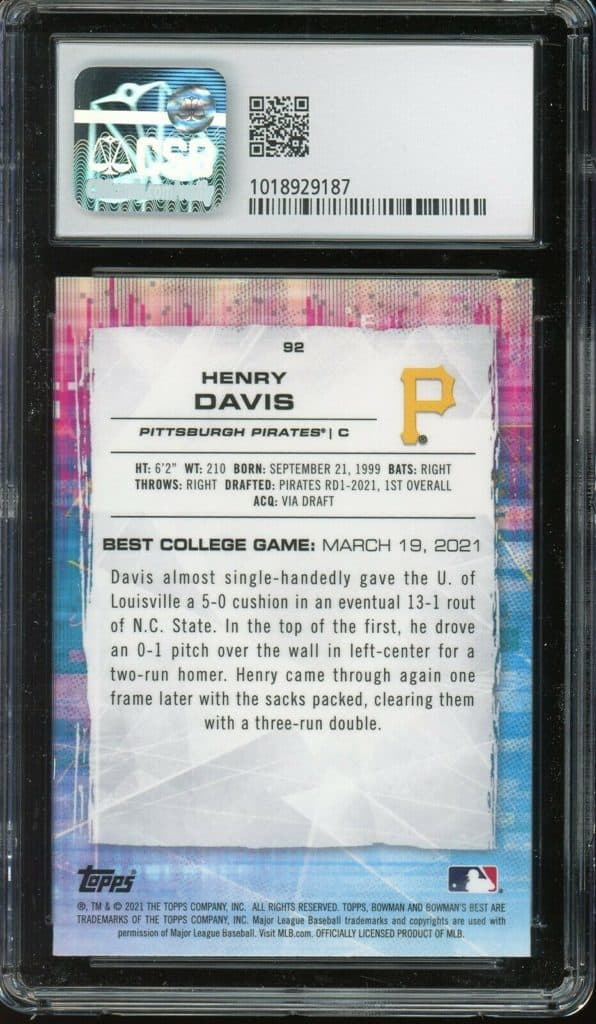 CSG
1018929187
92
HENRY
DAVIS
P
PITTSBURGH PIRATES® | C
HT: 6'2" WT: 210 BORN: SEPTEMBER 21, 1999 BATS: RIGHT
THROWS: RIGHT DRAFTED: PIRATES RD1-2021, 1ST OVERALL
ACQ: VIA DRAFT
BEST COLLEGE GAME: MARCH 19, 2021
Davis almost single-handedly gave the U. of
Louisville a 5-0 cushion in an eventual 13-1 rout
of N.C. State. In the top of the first, he drove
an 0-1 pitch over the wall in left-center for a
two-run homer. Henry came through again one
frame later with the sacks packed, clearing them
with a three-run double.
Topps
®, TM & © 2021 THE TOPPS COMPANY, INC. ALL RIGHTS RESERVED. TOPPS, BOWMAN AND BOWMAN'S BEST ARE
TRADEMARKS OF THE TOPPS COMPANY, INC. Major League Baseball trademarks and copyrights are used with
permission of Major League Baseball. Visit MLB.com. OFFICIALLY LICENSED PRODUCT OF MLB.